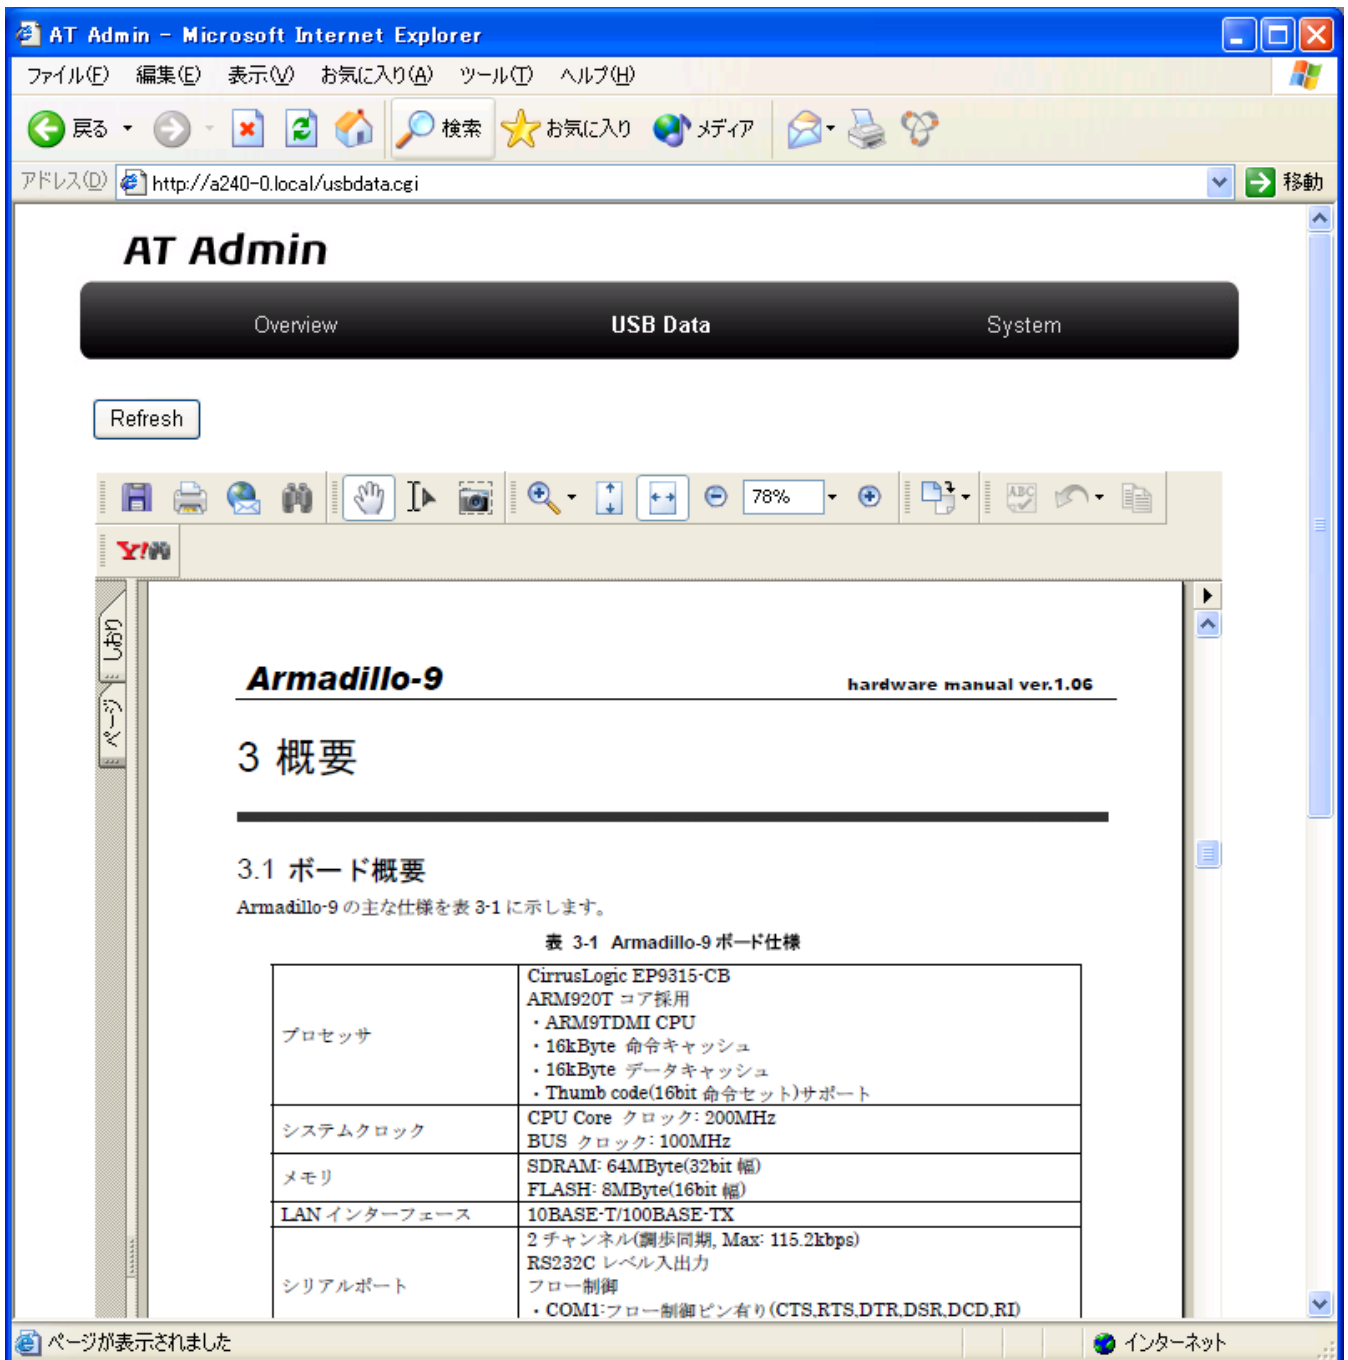 AT Admin - Microsoft Internet Explorer
ファイル(F) 編集(E) 表示(V) お気に入り(A) ツール(T) ヘルプ(H)
戻る 検索 お気に入り メディア
アドレス(D) http://a240-0.local/usbdata.cgi 移動
AT Admin
Overview USB Data System
Refresh
78%
ABC
Y!
しおり
ページ
Armadillo-9 hardware manual ver.1.06
3 概要
3.1 ボード概要
Armadillo-9 の主な仕様を表 3-1 に示します。
表 3-1 Armadillo-9 ボード仕様
プロセッサ
CirrusLogic EP9315-CB
ARM920T コア採用
・ARM9TDMI CPU
・16kByte 命令キャッシュ
・16kByte データキャッシュ
・Thumb code(16bit 命令セット)サポート
システムクロック
CPU Core クロック: 200MHz
BUS クロック: 100MHz
メモリ
SDRAM: 64MByte(32bit 幅)
FLASH: 8MByte(16bit 幅)
LAN インターフェース 10BASE-T/100BASE-TX
シリアルポート
2 チャンネル(調歩同期, Max: 115.2kbps)
RS232C レベル入出力
フロー制御
・COM1:フロー制御ピン有り(CTS,RTS,DTR,DSR,DCD,RI)
ページが表示されました インターネット